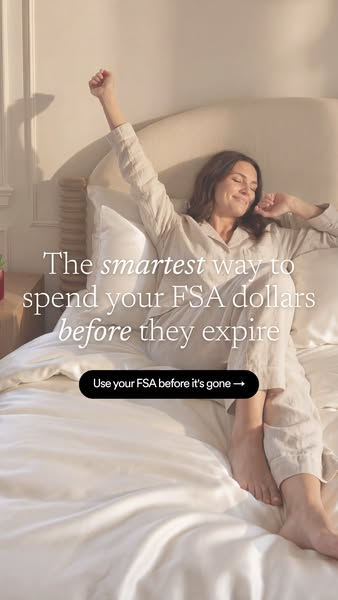 The smartest way to
spend your FSA dollars
before they expire
Use your FSA before it's gone →